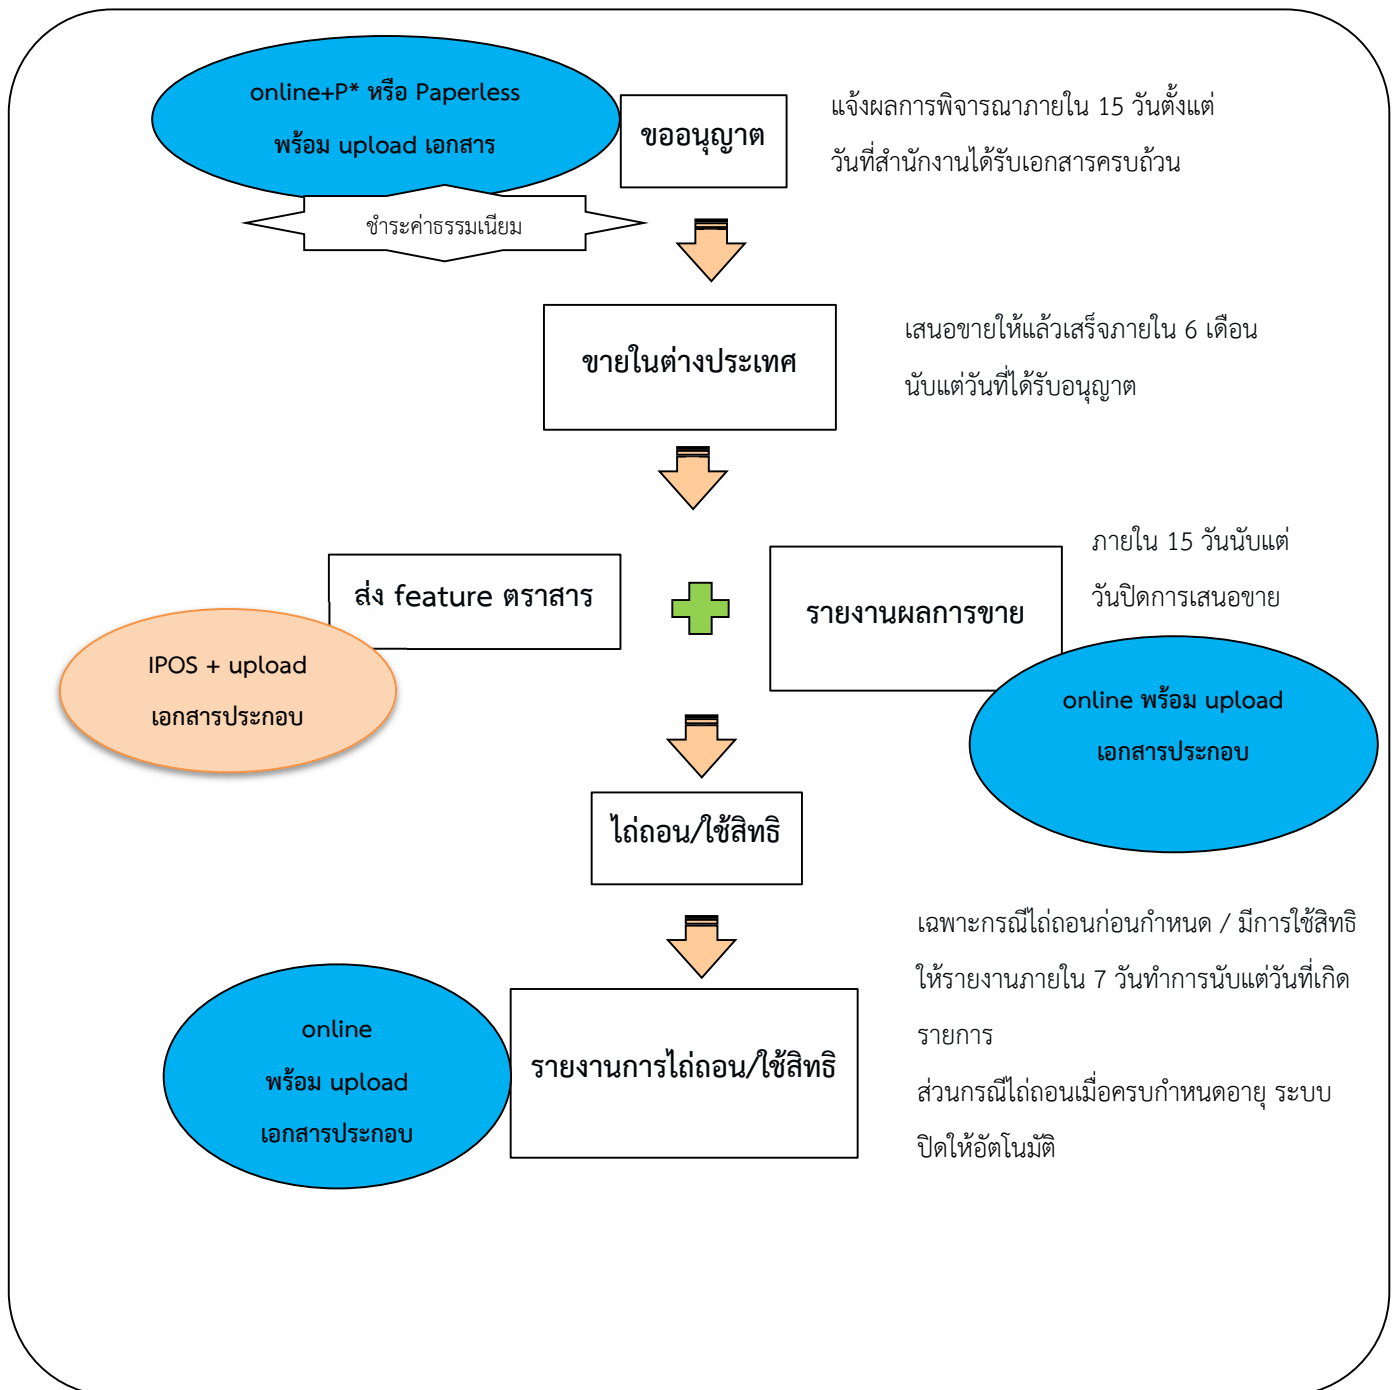 online+P* หรือ Paperless
พร้อม upload เอกสาร
ขออนุญาต
แจ้งผลการพิจารณาภายใน 15 วันตั้งแต่
วันที่สำนักงานได้รับเอกสารครบถ้วน
ชำระค่าธรรมเนียม
ขายในต่างประเทศ
เสนอขายให้แล้วเสร็จภายใน 6 เดือน
นับแต่วันที่ได้รับอนุญาต
ส่ง feature ตราสาร
IPOS + upload
เอกสารประกอบ
รายงานผลการขาย
ภายใน 15 วันนับแต่
วันปิดการเสนอขาย
online พร้อม upload
เอกสารประกอบ
ไถ่ถอน/ใช้สิทธิ
รายงานการไถ่ถอน/ใช้สิทธิ
online
พร้อม upload
เอกสารประกอบ
เฉพาะกรณีไถ่ถอนก่อนกำหนด / มีการใช้สิทธิ
ให้รายงานภายใน 7 วันทำการนับแต่วันที่เกิด
รายการ
ส่วนกรณีไถ่ถอนเมื่อครบกำหนดอายุ ระบบ
ปิดให้อัตโนมัติ